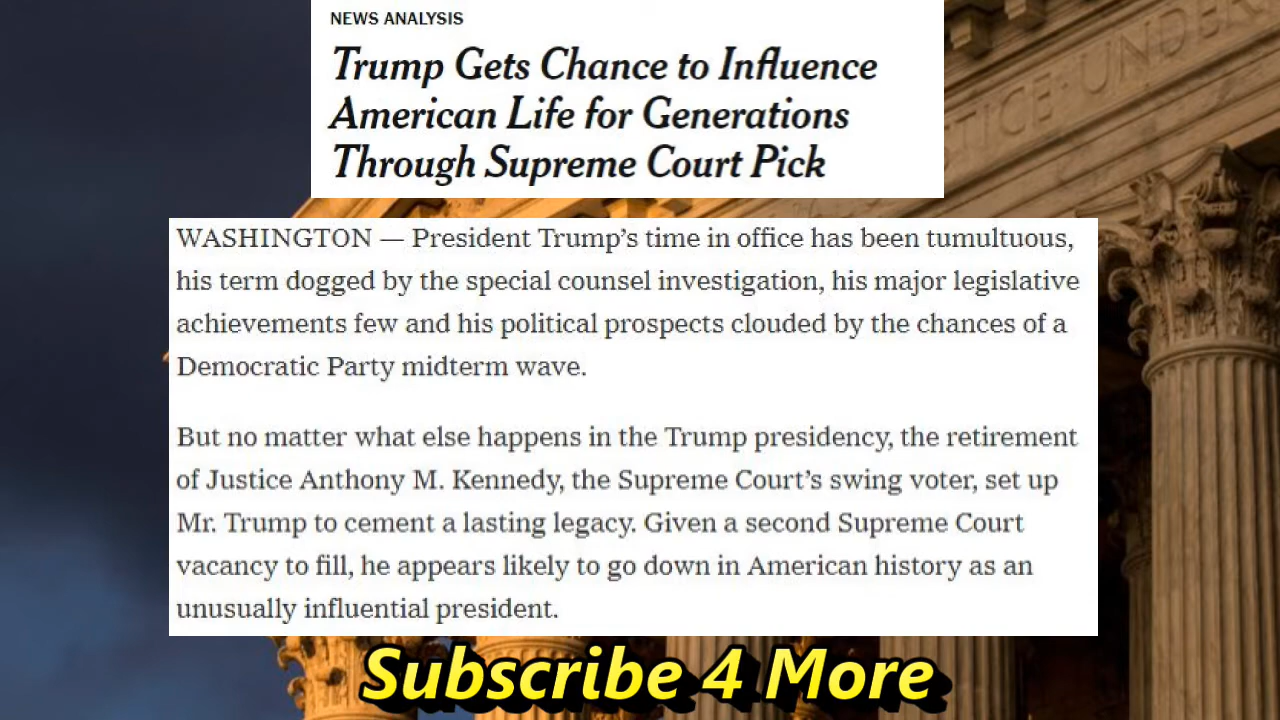 NEWS ANALYSIS
Trump Gets Chance to Influence
American Life for Generations
Through Supreme Court Pick
STICE·UNDER
WASHINGTON — President Trump's time in office has been tumultuous,
his term dogged by the special counsel investigation, his major legislative
achievements few and his political prospects clouded by the chances of a
Democratic Party midterm wave.
But no matter what else happens in the Trump presidency, the retirement
of Justice Anthony M. Kennedy, the Supreme Court's swing voter, set up
Mr. Trump to cement a lasting legacy. Given a second Supreme Court
vacancy to fill, he appears likely to go down in American history as an
unusually influential president.
Subscribe 4 More